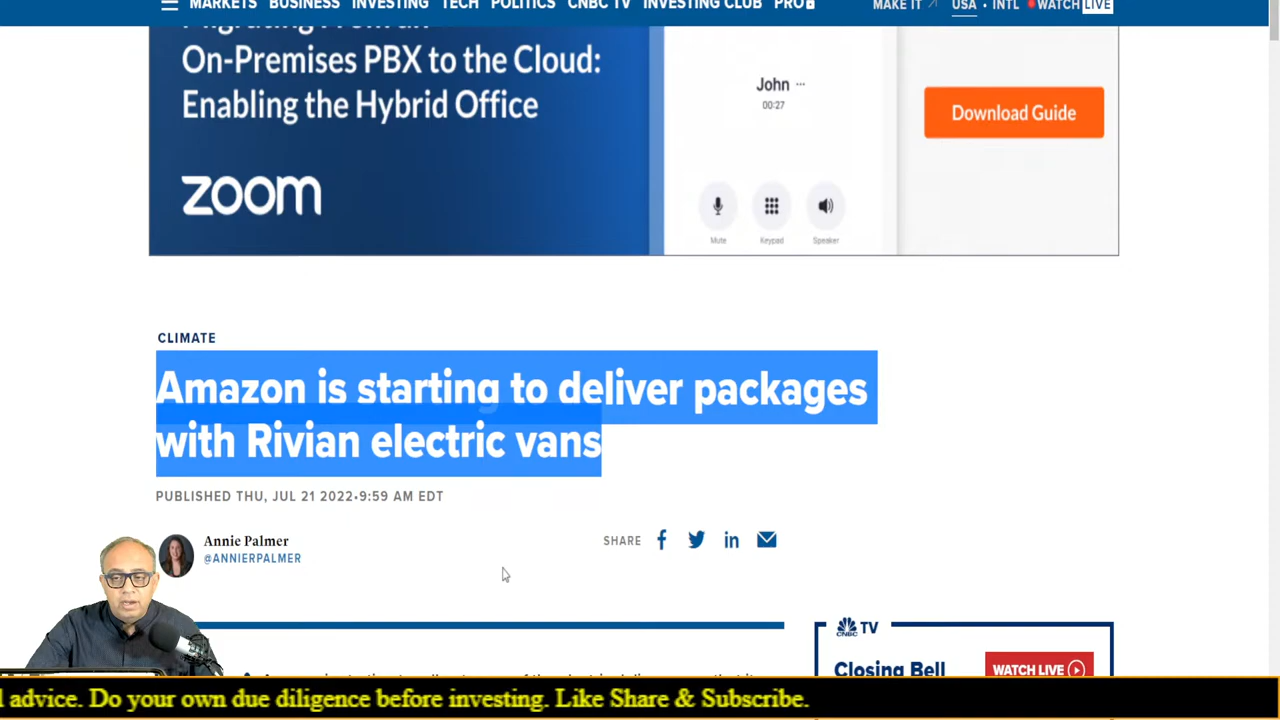 MARKETS BUSINESS INVESTING TECH POLITICS CNBC TV INVESTING CLUB PRO MAKE IT USA • INTL WATCH LIVE
On-Premises PBX to the Cloud:
Enabling the Hybrid Office
zoom
John ...
00:27
Mute Keypad Speaker
Download Guide
CLIMATE
Amazon is starting to deliver packages
with Rivian electric vans
PUBLISHED THU, JUL 21 2022•9:59 AM EDT
Annie Palmer
@ANNIERPALMER
SHARE
CNBC TV
Closing Bell
WATCH LIVE
advice. Do your own due diligence before investing. Like Share & Subscribe.